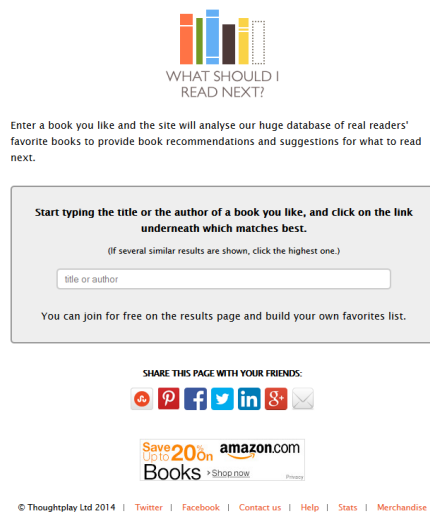 WHAT SHOULD I
READ NEXT?
Enter a book you like and the site will analyse our huge database of real readers'
favorite books to provide book recommendations and suggestions for what to read
next.
Start typing the title or the author of a book you like, and click on the link
underneath which matches best.
(If several similar results are shown, click the highest one.)
title or author
You can join for free on the results page and build your own favorites list.
SHARE THIS PAGE WITH YOUR FRIENDS:
Save 20% amazon.com
Up to On
Books > Shop now Privacy
© Thoughtplay Ltd 2014 | Twitter | Facebook | Contact us | Help | Stats | Merchandise